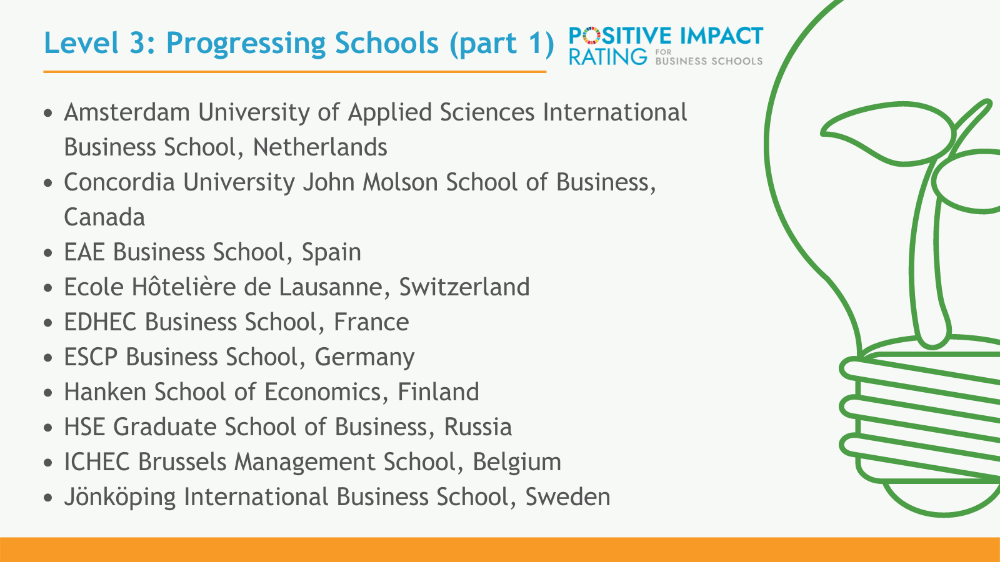 Level 3: Progressing Schools (part 1)
POSITIVE IMPACT
RATING FOR BUSINESS SCHOOLS
• Amsterdam University of Applied Sciences International
Business School, Netherlands
• Concordia University John Molson School of Business,
Canada
• EAE Business School, Spain
• Ecole Hôtelière de Lausanne, Switzerland
• EDHEC Business School, France
• ESCP Business School, Germany
• Hanken School of Economics, Finland
• HSE Graduate School of Business, Russia
• ICHEC Brussels Management School, Belgium
• Jönköping International Business School, Sweden